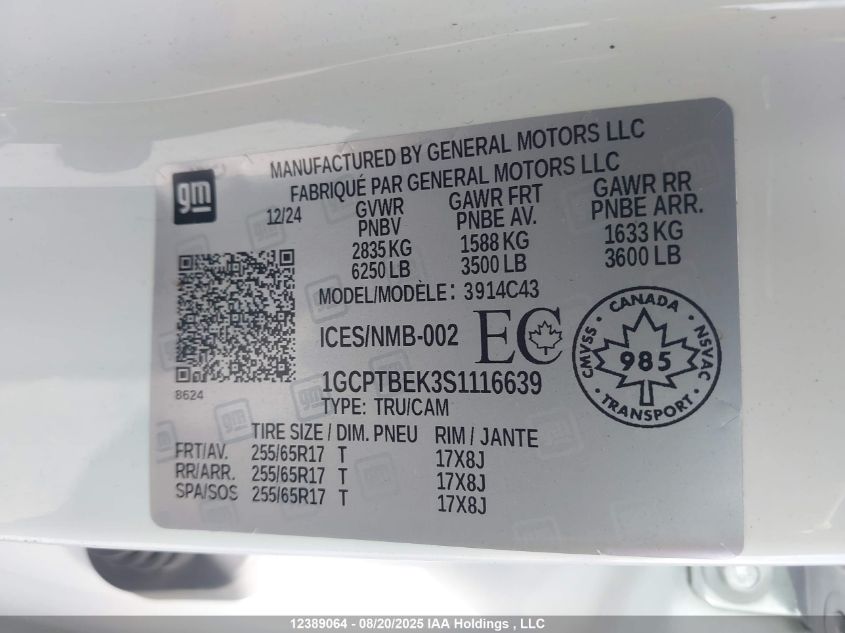 MANUFACTURED BY GENERAL MOTORS LLC
FABRIQUÉ PAR GENERAL MOTORS LLC
gm
12/24
GVWR
PNBV
2835 KG
6250 LB
GAWR FRT
PNBE AV.
1588 KG
3500 LB
GAWR RR
PNBE ARR.
1633 KG
3600 LB
MODEL/MODÈLE: 3914C43
ICES/NMB-002
EC
CANADA
CMVSS
985
NSVAC
TRANSPORT
8624
1GCPTBEK3S1116639
TYPE: TRU/CAM
TIRE SIZE / DIM. PNEU RIM / JANTE
FRT/AV. 255/65R17 T 17X8J
RR/ARR. 255/65R17 T 17X8J
SPA/SOS 255/65R17 T 17X8J
12389064 - 08/20/2025 IAA Holdings , LLC